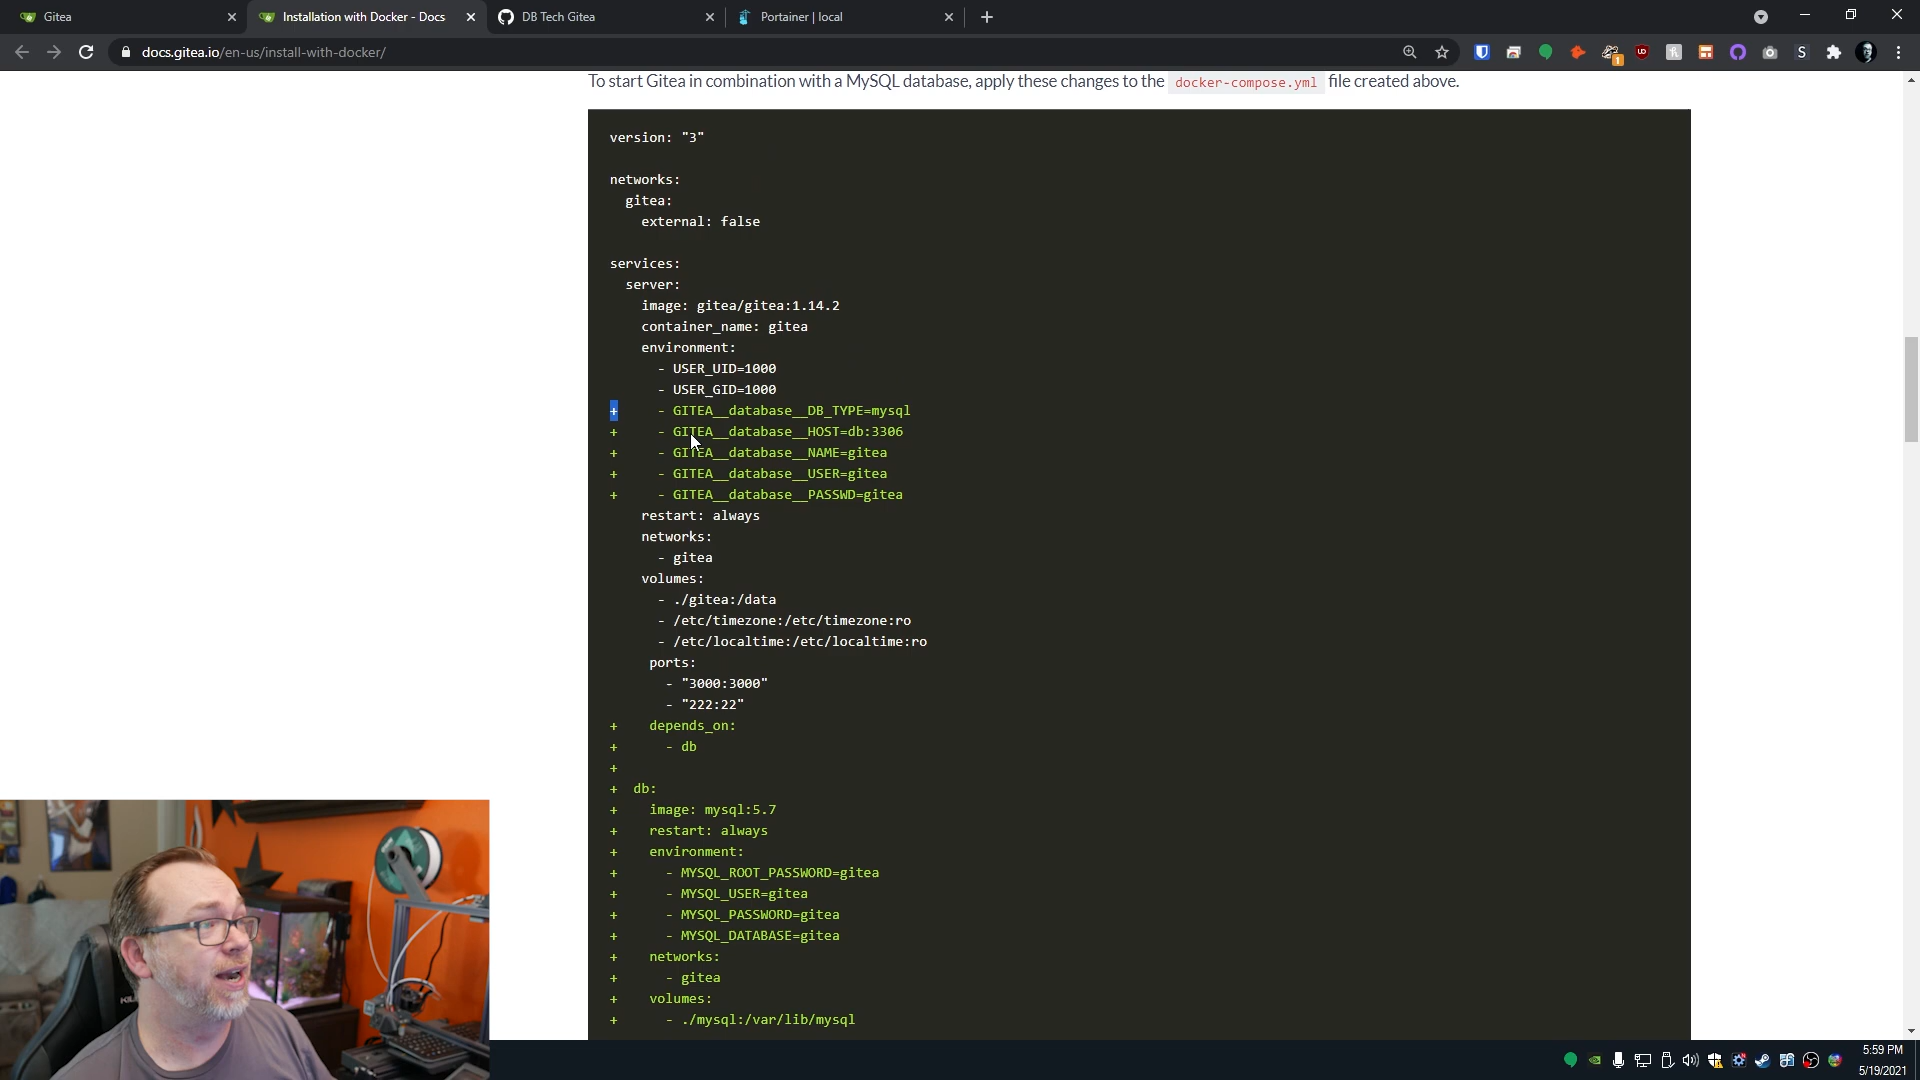 Gitea
Installation with Docker - Docs
DB Tech Gitea
Portainer | local
docs.gitea.io/en-us/install-with-docker/
1
S
To start Gitea in combination with a MySQL database, apply these changes to the docker-compose.yml file created above.
version: "3"
networks:
gitea:
external: false
services:
server:
image: gitea/gitea:1.14.2
container_name: gitea
environment:
- USER_UID=1000
- USER_GID=1000
+ - GITEA__database__DB_TYPE=mysql
+ - GITEA__database__HOST=db:3306
+ - GITEA__database__NAME=gitea
+ - GITEA__database__USER=gitea
+ - GITEA__database__PASSWD=gitea
restart: always
networks:
- gitea
volumes:
- ./gitea:/data
- /etc/timezone:/etc/timezone:ro
- /etc/localtime:/etc/localtime:ro
ports:
- "3000:3000"
- "222:22"
+ depends_on:
+ - db
+
+ db:
+ image: mysql:5.7
+ restart: always
+ environment:
+ - MYSQL_ROOT_PASSWORD=gitea
+ - MYSQL_USER=gitea
+ - MYSQL_PASSWORD=gitea
+ - MYSQL_DATABASE=gitea
+ networks:
+ - gitea
+ volumes:
+ - ./mysql:/var/lib/mysql
5:59 PM
5/19/2021